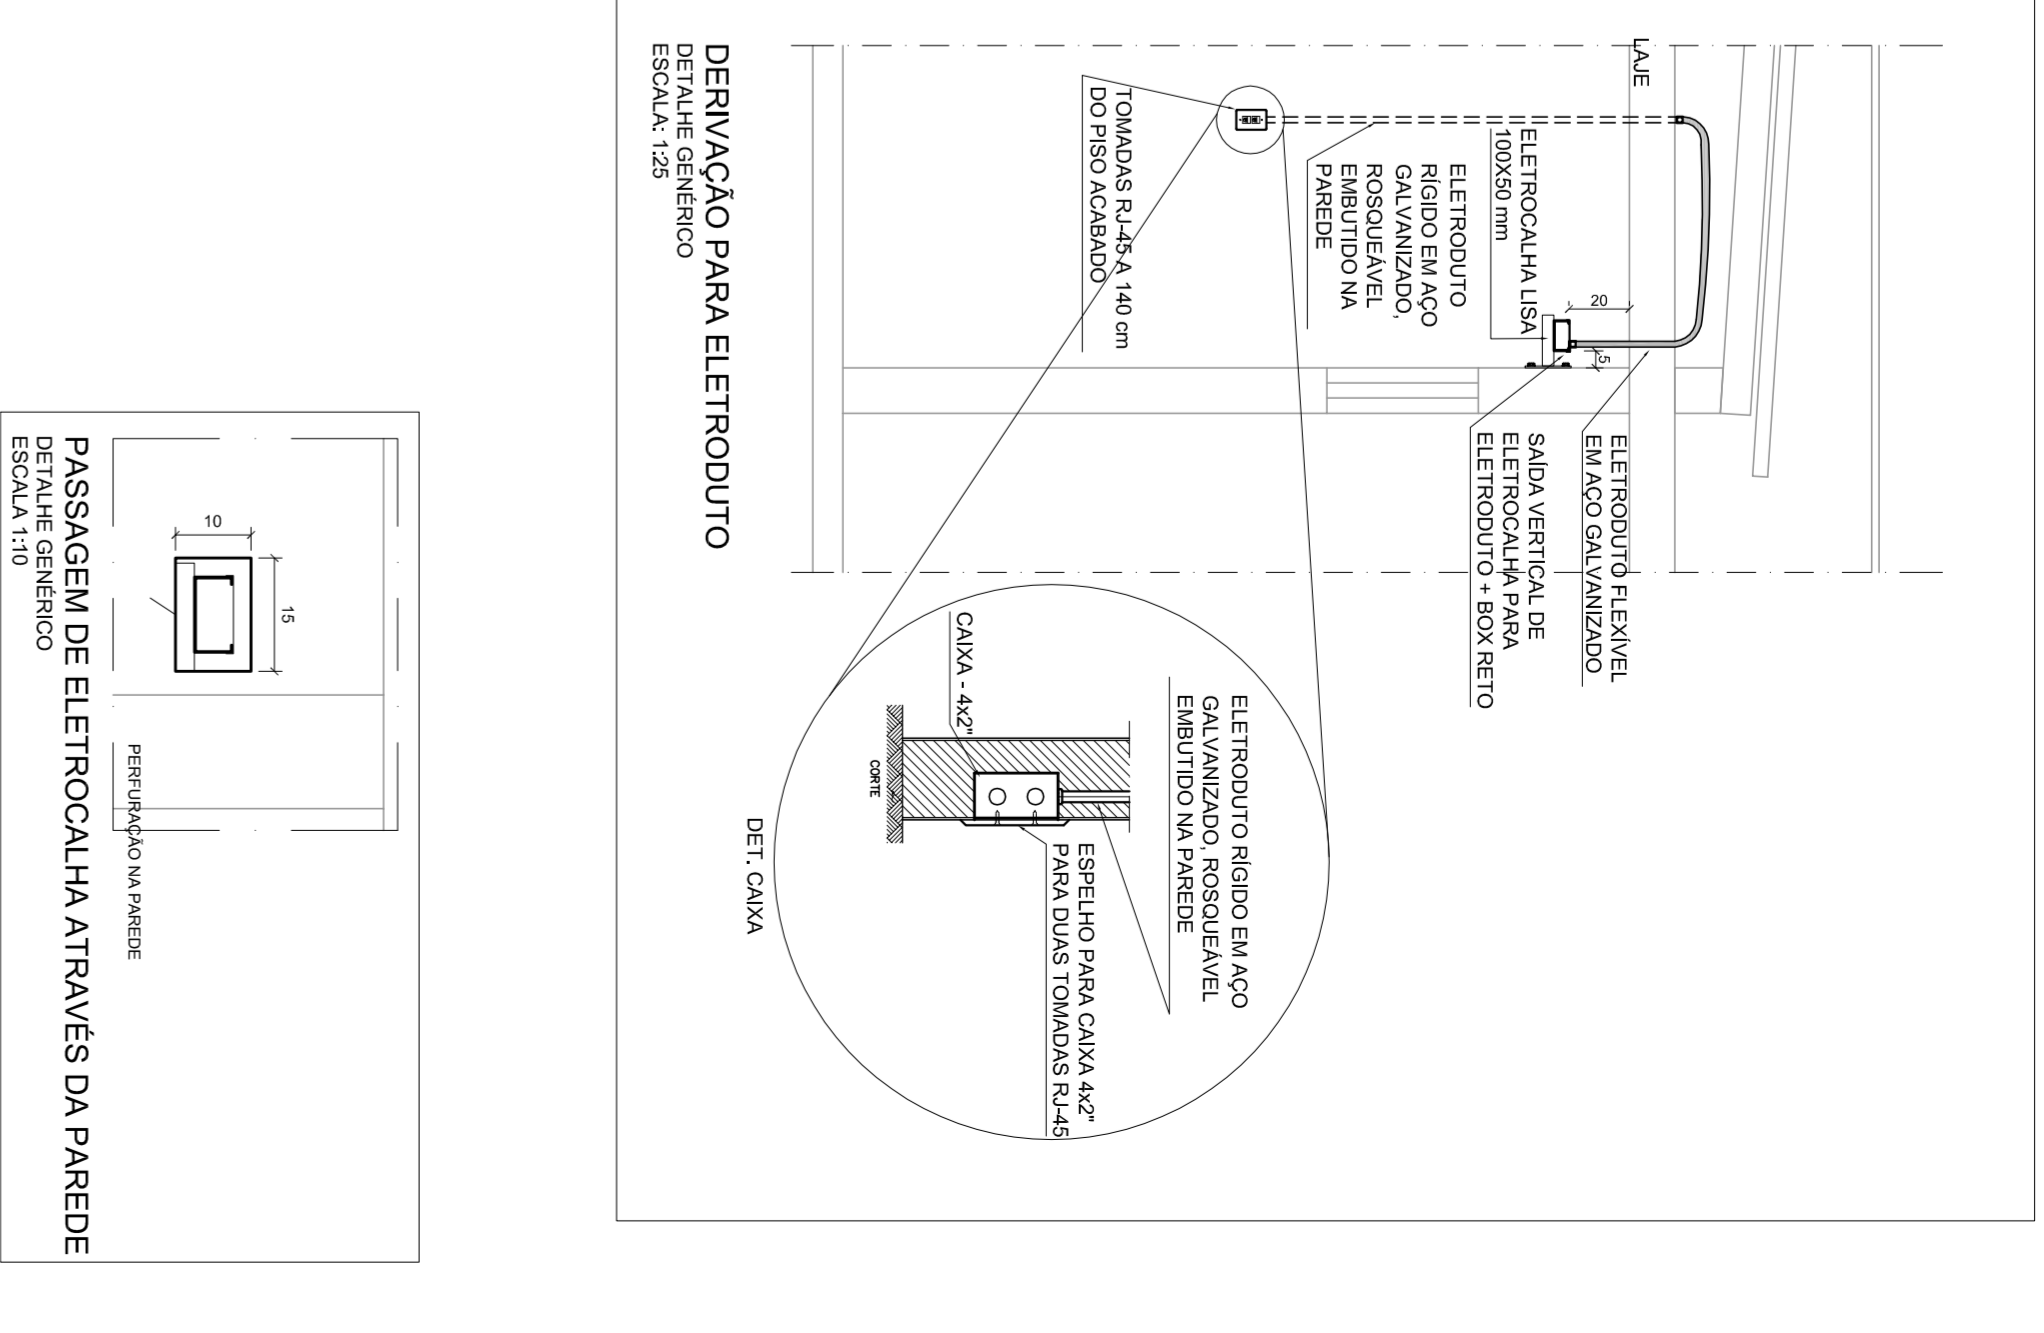 LAJE
ELETROCALHA LISA
100X50 mm
ELETRODUTO
RÍGIDO EM AÇO
GALVANIZADO,
ROSQUEÁVEL
EMBUTIDO NA
PAREDE
TOMADAS RJ-45 A 140 cm
DO PISO ACABADO
20
5
ELETRODUTO FLEXÍVEL
EM AÇO GALVANIZADO
SAÍDA VERTICAL DE
ELETROCALHA PARA
ELETRODUTO + BOX RETO
ELETRODUTO RÍGIDO EM AÇO
GALVANIZADO, ROSQUEÁVEL
EMBUTIDO NA PAREDE
CAIXA - 4x2"
ESPELHO PARA CAIXA 4x2"
PARA DUAS TOMADAS RJ-45
CORTE
DET. CAIXA
DERIVAÇÃO PARA ELETRODUTO
DETALHE GENÉRICO
ESCALA: 1:25
15
10
PERFURAÇÃO NA PAREDE
PASSAGEM DE ELETROCALHA ATRAVÉS DA PAREDE
DETALHE GENÉRICO
ESCALA 1:10